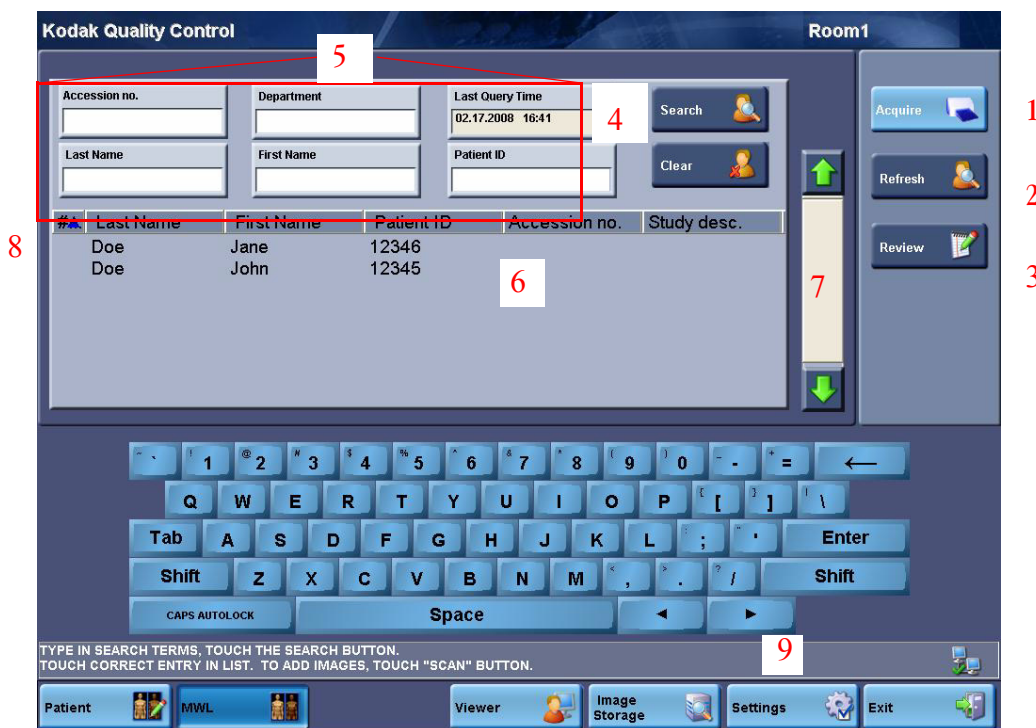 Kodak Quality Control Room1
5
Accession no. Department Last Query Time
02.17.2008 16:41
4
Search
Acquire
1
Last Name First Name Patient ID
Clear
Refresh
2
8
# Last Name First Name Patient ID Accession no. Study desc.
Doe Jane 12346
Doe John 12345
Review
3
6
7
~ ` ! 1 @ 2 # 3 $ 4 % 5 ^ 6 & 7 * 8 ( 9 ) 0 _ - + = ←
Q W E R T Y U I O P { [ } ] | \
Tab A S D F G H J K L : ; " ' Enter
Shift Z X C V B N M < , > . ? / Shift
CAPS AUTOLOCK Space ◄ ►
TYPE IN SEARCH TERMS, TOUCH THE SEARCH BUTTON.
TOUCH CORRECT ENTRY IN LIST. TO ADD IMAGES, TOUCH "SCAN" BUTTON.
9
Patient MWL Viewer Image Storage Settings Exit